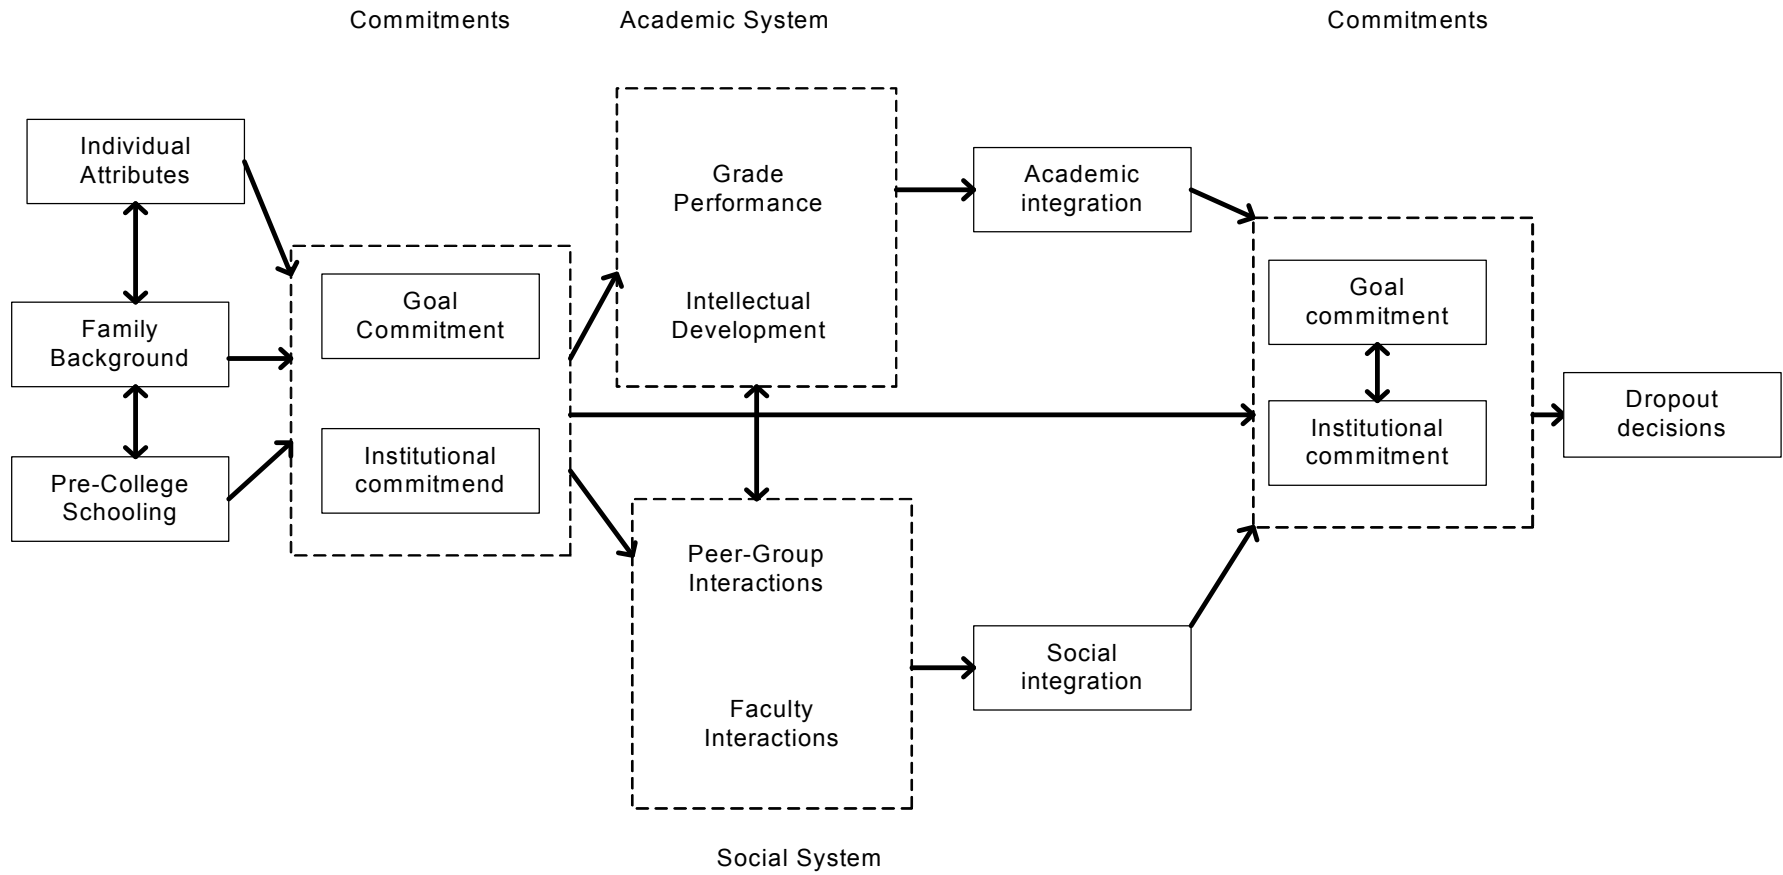 Commitments
Academic System
Commitments
Individual
Attributes
Family
Background
Pre-College
Schooling
Goal
Commitment
Institutional
commitmend
Grade
Performance
Intellectual
Development
Peer-Group
Interactions
Faculty
Interactions
Academic
integration
Social
integration
Goal
commitment
Institutional
commitment
Dropout
decisions
Social System